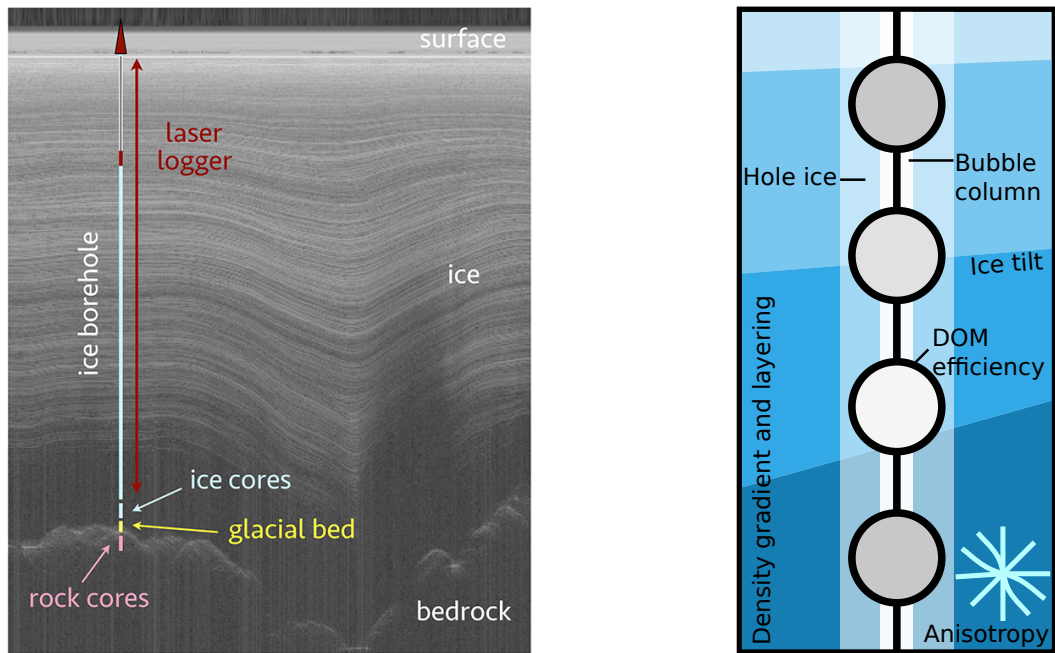 surface
laser
logger
ice borehole
ice
ice cores
glacial bed
rock cores
bedrock
Hole ice
Bubble
column
Ice tilt
DOM
efficiency
Density gradient and layering
Anisotropy